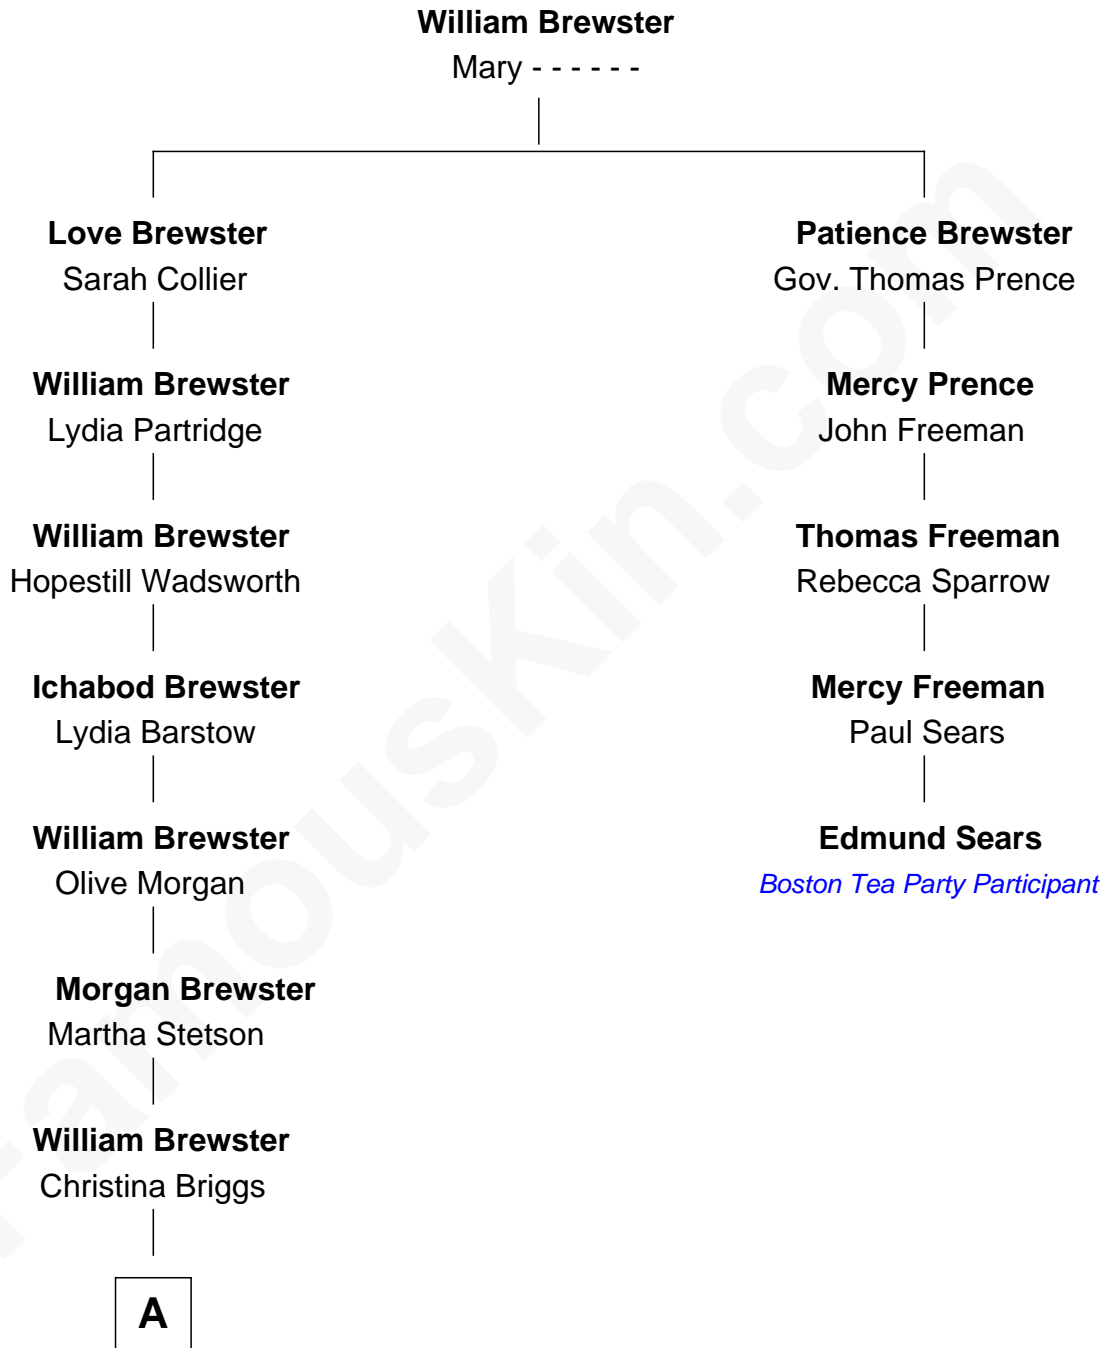 William Brewster
Mary - - - - - -
Love Brewster
Sarah Collier
Patience Brewster
Gov. Thomas Prence
William Brewster
Lydia Partridge
Mercy Prence
John Freeman
William Brewster
Hopestill Wadsworth
Thomas Freeman
Rebecca Sparrow
Ichabod Brewster
Lydia Barstow
Mercy Freeman
Paul Sears
William Brewster
Olive Morgan
Edmund Sears
Boston Tea Party Participant
Morgan Brewster
Martha Stetson
William Brewster
Christina Briggs
A
FamousKin.com